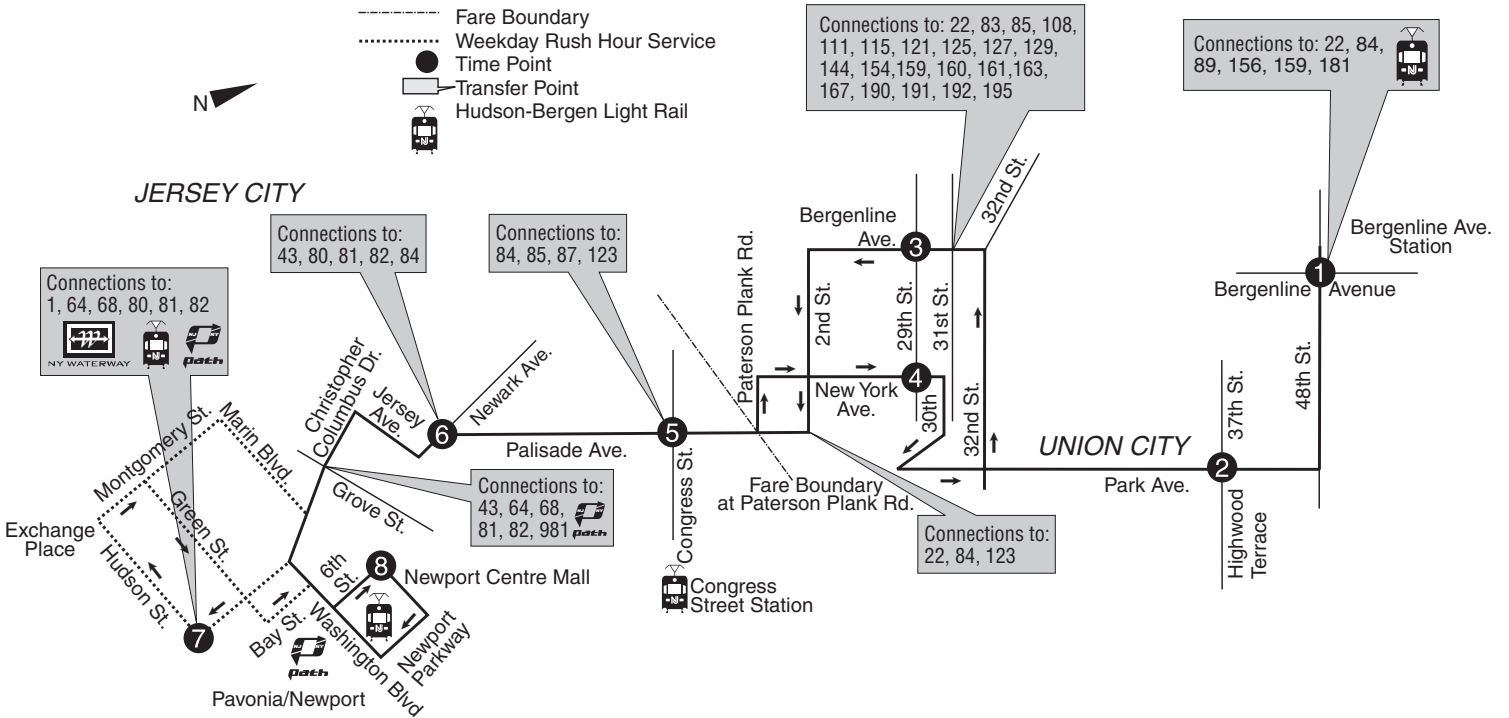 Fare Boundary
Weekday Rush Hour Service
Time Point
Transfer Point
Hudson-Bergen Light Rail
N
JERSEY CITY
Connections to: 22, 83, 85, 108,
111, 115, 121, 125, 127, 129,
144, 154,159, 160, 161,163,
167, 190, 191, 192, 195
Connections to: 22, 84,
89, 156, 159, 181
Connections to:
43, 80, 81, 82, 84
Connections to:
84, 85, 87, 123
Connections to:
1, 64, 68, 80, 81, 82
NY WATERWAY
path
Bergenline
Ave.
3
32nd St.
Bergenline Ave.
Station
1
Bergenline
Avenue
Paterson Plank Rd.
2nd St.
29th St.
31st St.
New York
Ave.
4
30th
32nd St.
UNION CITY
37th St.
48th St.
2
Park Ave.
Highwood
Terrace
Christopher
Columbus Dr.
Jersey
Ave.
6
Newark Ave.
Palisade Ave.
5
Congress St.
Fare Boundary
at Paterson Plank Rd.
Connections to:
22, 84, 123
Connections to:
43, 64, 68,
81, 82, 981
path
Grove St.
Montgomery St.
Marin Blvd.
Green St.
Exchange
Place
Hudson St.
7
Bay St.
6th
St.
8
Newport Centre Mall
Washington Blvd
Newport
Parkway
path
Pavonia/Newport
Congress
Street Station